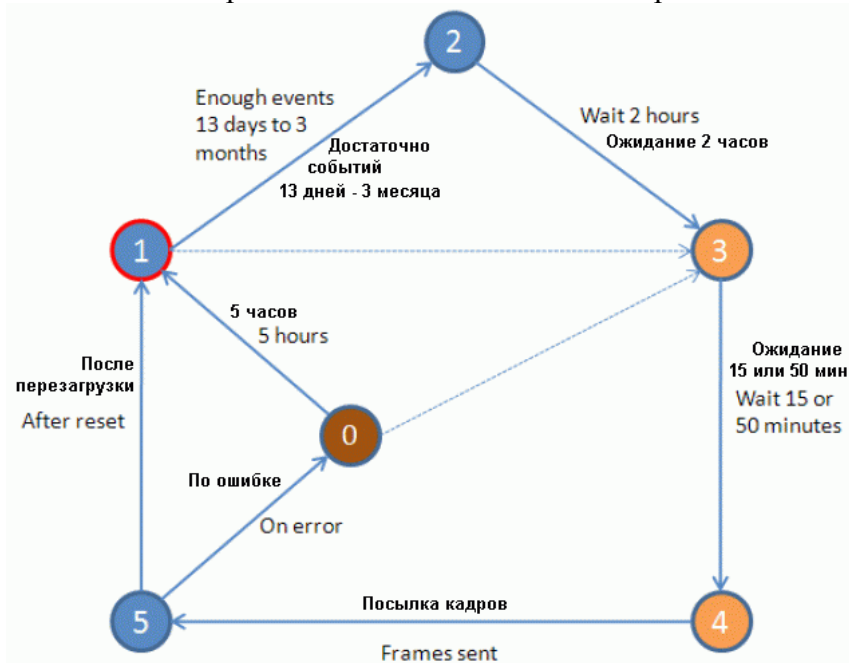 2
Enough events
13 days to 3
months
Достаточно
событий
13 дней - 3 месяца
Wait 2 hours
Ожидание 2 часов
1
3
5 часов
5 hours
После
перезагрузки
After reset
Ожидание
15 или 50 мин
Wait 15 or
50 minutes
0
По ошибке
On error
5
Посылка кадров
Frames sent
4